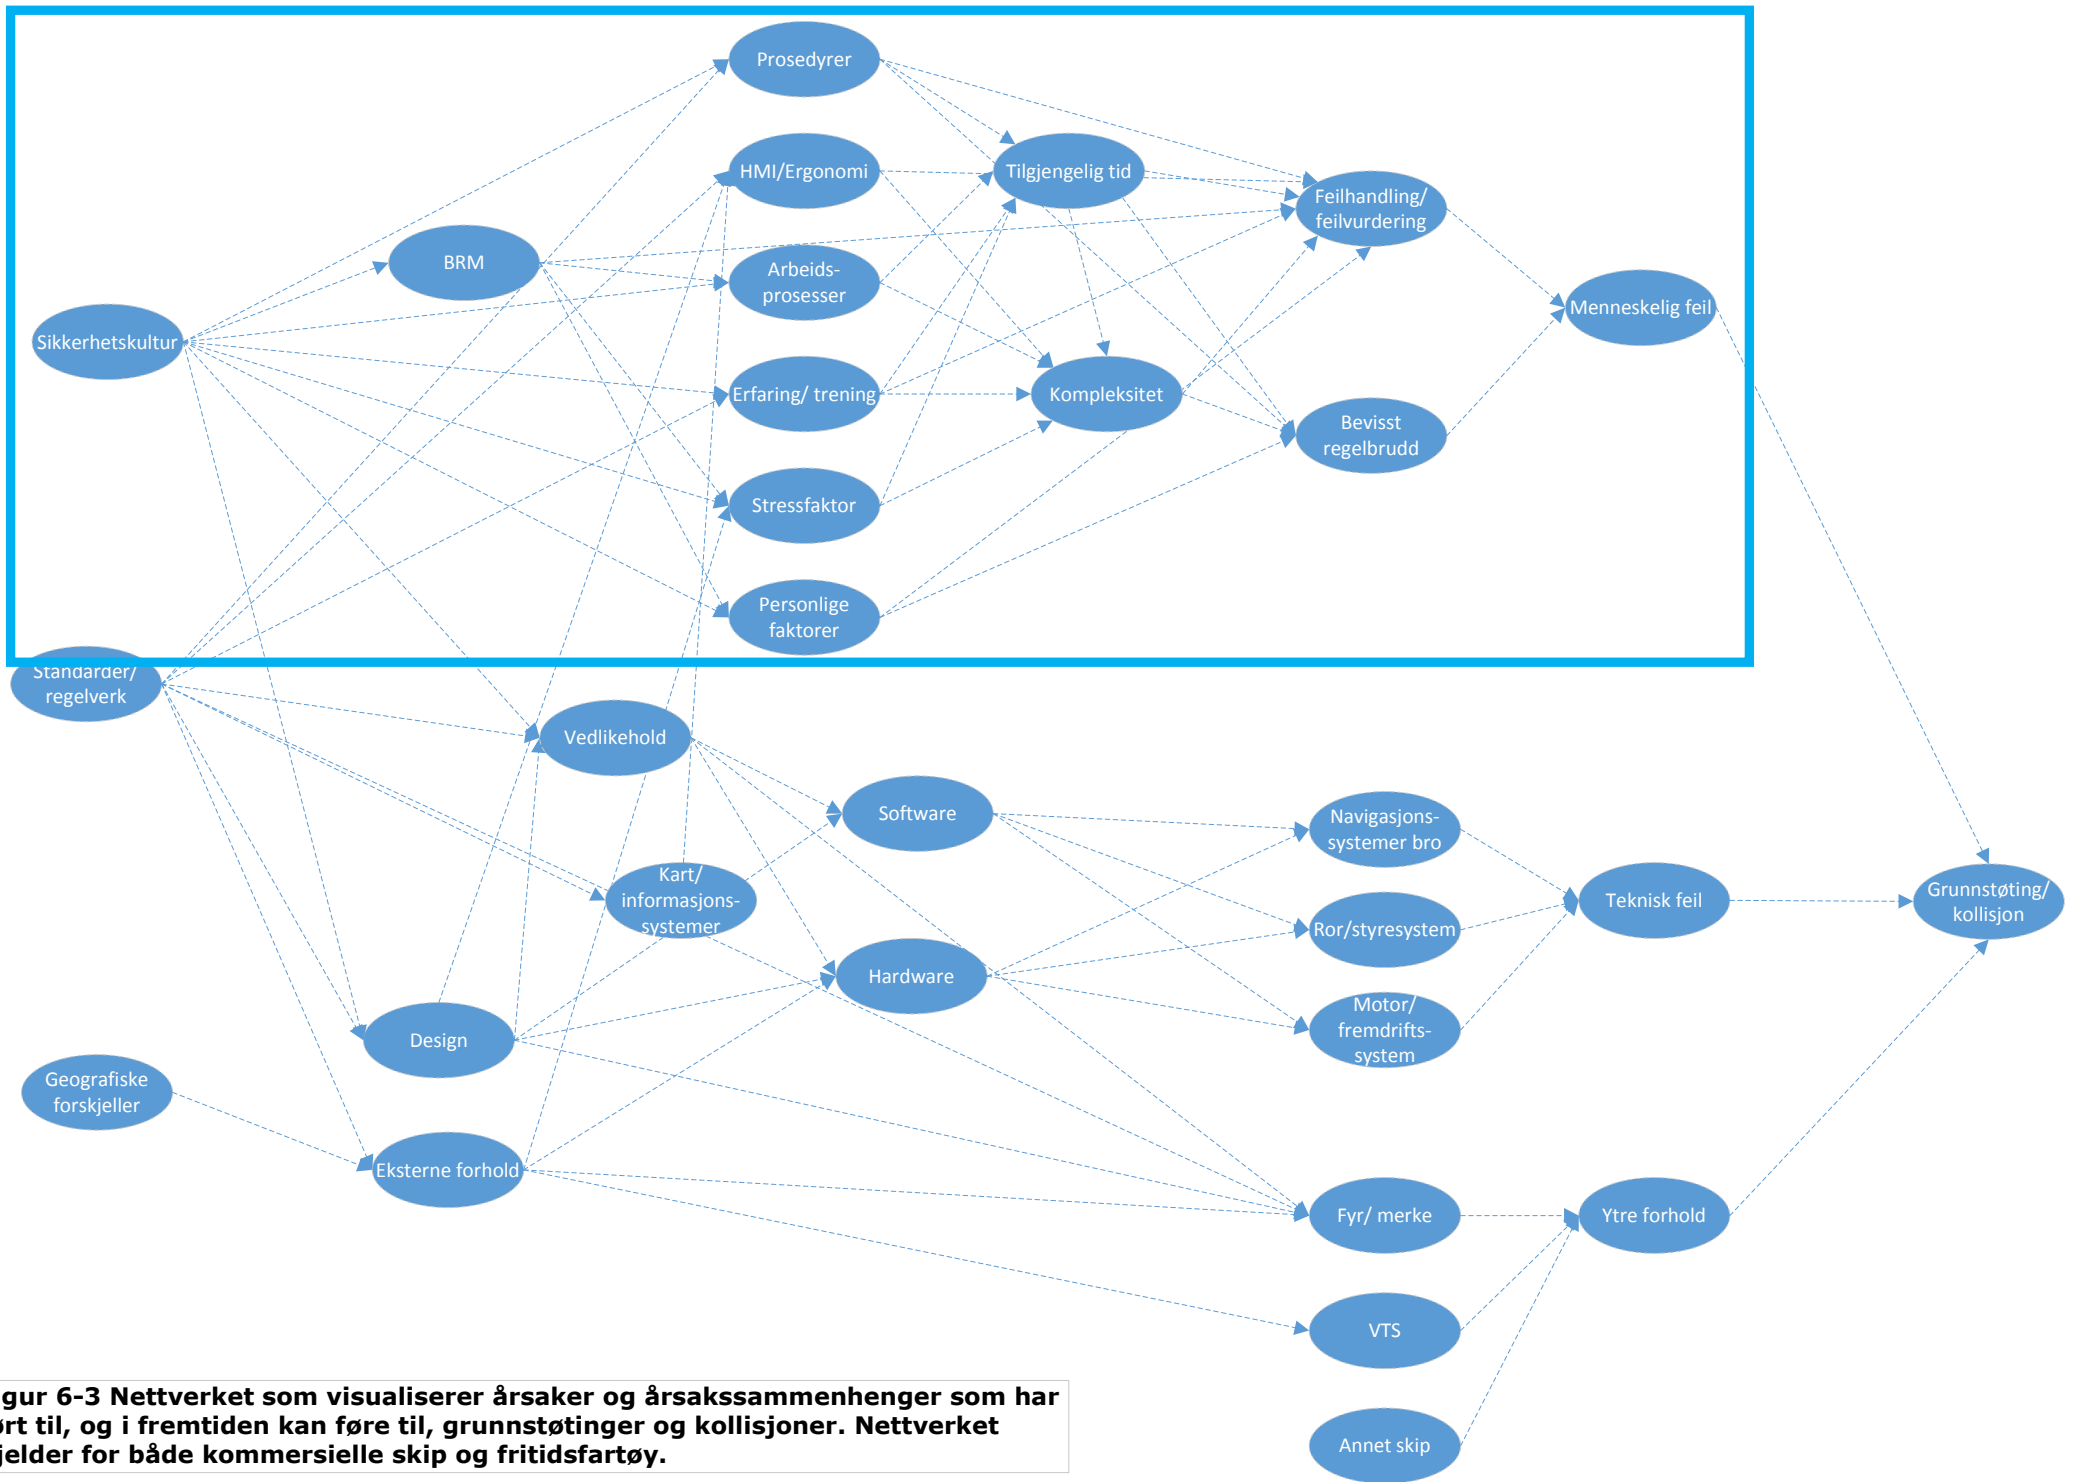 Prosedyrer
HMI/Ergonomi
Tilgjengelig tid
Feilhandling/
feilvurdering
BRM
Arbeids-
prosesser
Menneskelig feil
Sikkerhetskultur
Erfaring/ trening
Kompleksitet
Bevisst
regelbrudd
Stressfaktor
Personlige
faktorer
Standarder/
regelverk
Vedlikehold
Software
Navigasjons-
systemer bro
Kart/
informasjons-
systemer
Teknisk feil
Grunnstøting/
kollisjon
Ror/styresystem
Hardware
Motor/
fremdrifts-
system
Design
Geografiske
forskjeller
Eksterne forhold
Fyr/ merke
Ytre forhold
VTS
Annet skip
gur 6-3 Nettverket som visualiserer årsaker og årsakssammenhenger som har
ørt til, og i fremtiden kan føre til, grunnstøtinger og kollisjoner. Nettverket
jelder for både kommersielle skip og fritidsfartøy.